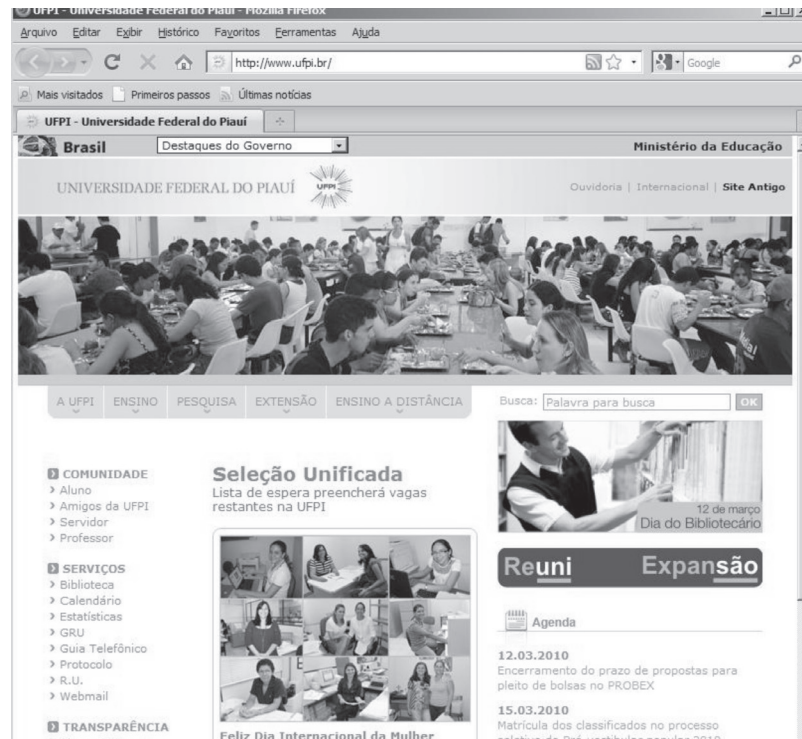 UFPI - Universidade Federal do Piauí - Mozilla Firefox
Arquivo Editar Exibir Histórico Favoritos Ferramentas Ajuda
http://www.ufpi.br/
Google
Mais visitados Primeiros passos Últimas notícias
UFPI - Universidade Federal do Piauí
Brasil Destaques do Governo Ministério da Educação
UNIVERSIDADE FEDERAL DO PIAUÍ UFPI Ouvidoria | Internacional | Site Antigo
A UFPI ENSINO PESQUISA EXTENSÃO ENSINO A DISTÂNCIA
Busca: Palavra para busca OK
COMUNIDADE
Aluno
Amigos da UFPI
Servidor
Professor
SERVIÇOS
Biblioteca
Calendário
Estatísticas
GRU
Guia Telefônico
Protocolo
R.U.
Webmail
TRANSPARÊNCIA
Seleção Unificada
Lista de espera preencherá vagas
restantes na UFPI
Feliz Dia Internacional da Mulher
12 de março
Dia do Bibliotecário
Reuni Expansão
Agenda
12.03.2010
Encerramento do prazo de propostas para
pleito de bolsas no PROBEX
15.03.2010
Matrícula dos classificados no processo
seletivo do Pré-vestibular popular 2010